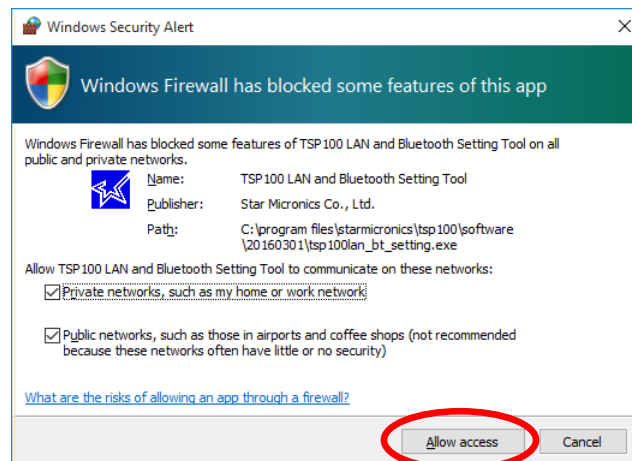 Windows Security Alert
Windows Firewall has blocked some features of this app
Windows Firewall has blocked some features of TSP100 LAN and Bluetooth Setting Tool on all
public and private networks.
Name: TSP100 LAN and Bluetooth Setting Tool
Publisher: Star Micronics Co., Ltd.
Path: C:\program files\starmicronics\tsp100\software
\20160301\tsp100lan_bt_setting.exe
Allow TSP100 LAN and Bluetooth Setting Tool to communicate on these networks:
Private networks, such as my home or work network
Public networks, such as those in airports and coffee shops (not recommended
because these networks often have little or no security)
What are the risks of allowing an app through a firewall?
Allow access Cancel